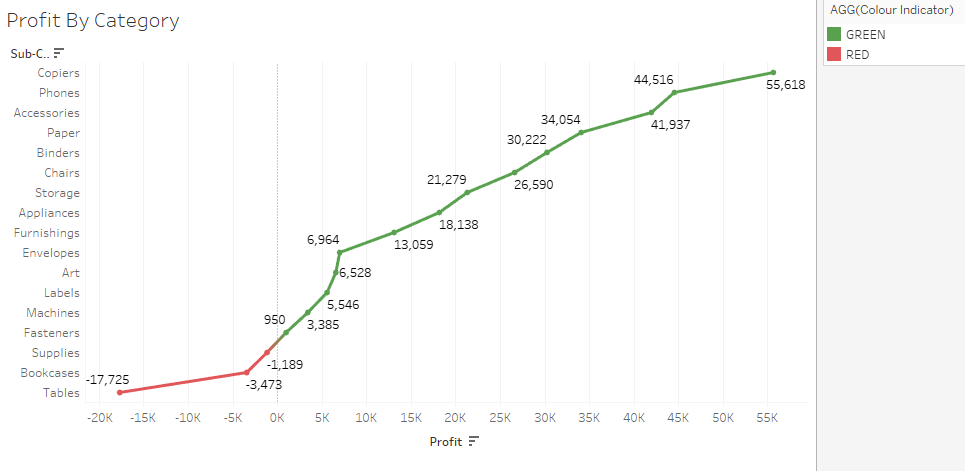 Profit By Category
AGG(Colour Indicator)
GREEN
RED
Sub-C..
Copiers
55,618
Phones
44,516
Accessories
41,937
Paper
34,054
Binders
30,222
Chairs
26,590
Storage
21,279
Appliances
18,138
Furnishings
13,059
Envelopes
6,964
Art
6,528
Labels
5,546
Machines
3,385
Fasteners
950
Supplies
-1,189
Bookcases
-3,473
Tables
-17,725
-20K -15K -10K -5K 0K 5K 10K 15K 20K 25K 30K 35K 40K 45K 50K 55K
Profit